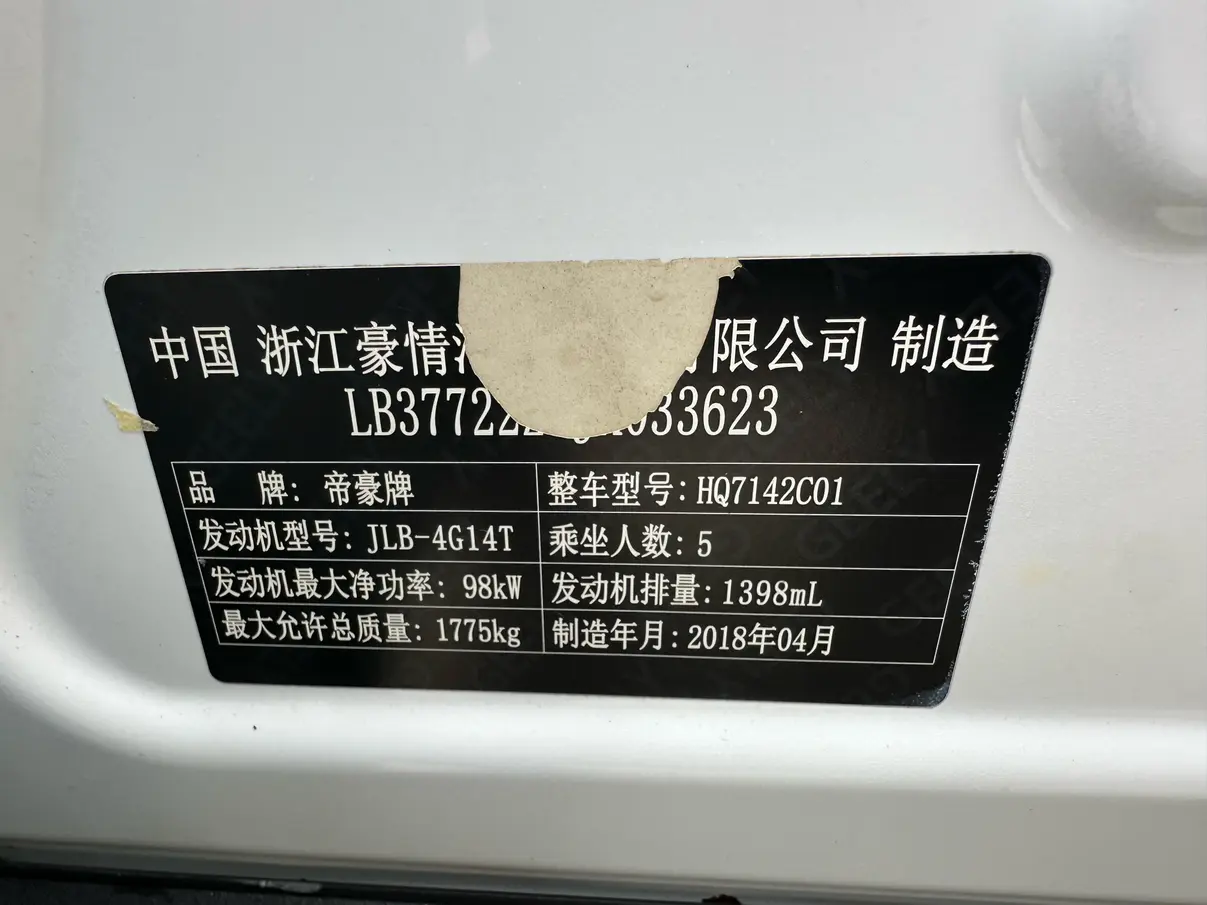 中国 浙江豪情 限公司 制造
LB37722 033623
品 牌: 帝豪牌 整车型号: HQ7142C01
发动机型号: JLB-4G14T 乘坐人数: 5
发动机最大净功率: 98kW 发动机排量: 1398mL
最大允许总质量: 1775kg 制造年月: 2018年04月